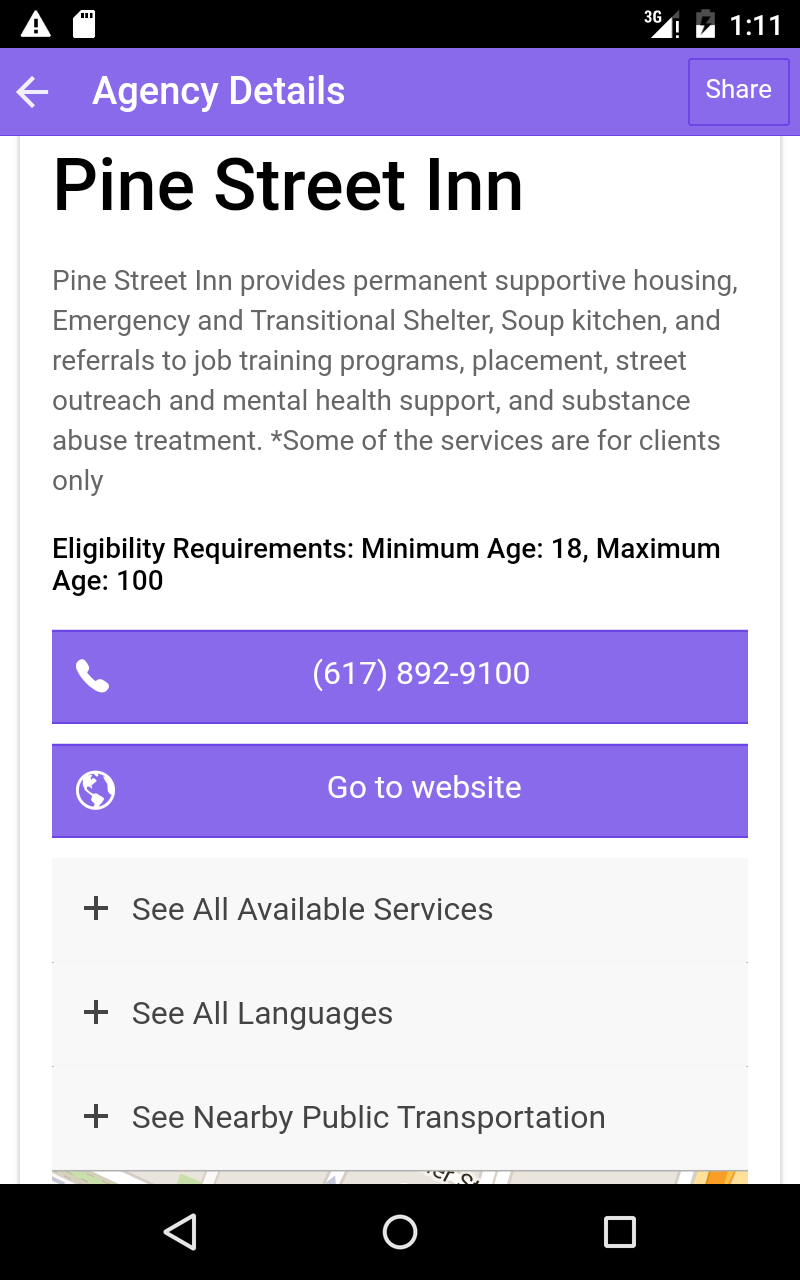 3G 1:11
Agency Details
Share
Pine Street Inn
Pine Street Inn provides permanent supportive housing,
Emergency and Transitional Shelter, Soup kitchen, and
referrals to job training programs, placement, street
outreach and mental health support, and substance
abuse treatment. *Some of the services are for clients
only
Eligibility Requirements: Minimum Age: 18, Maximum
Age: 100
(617) 892-9100
Go to website
See All Available Services
See All Languages
See Nearby Public Transportation